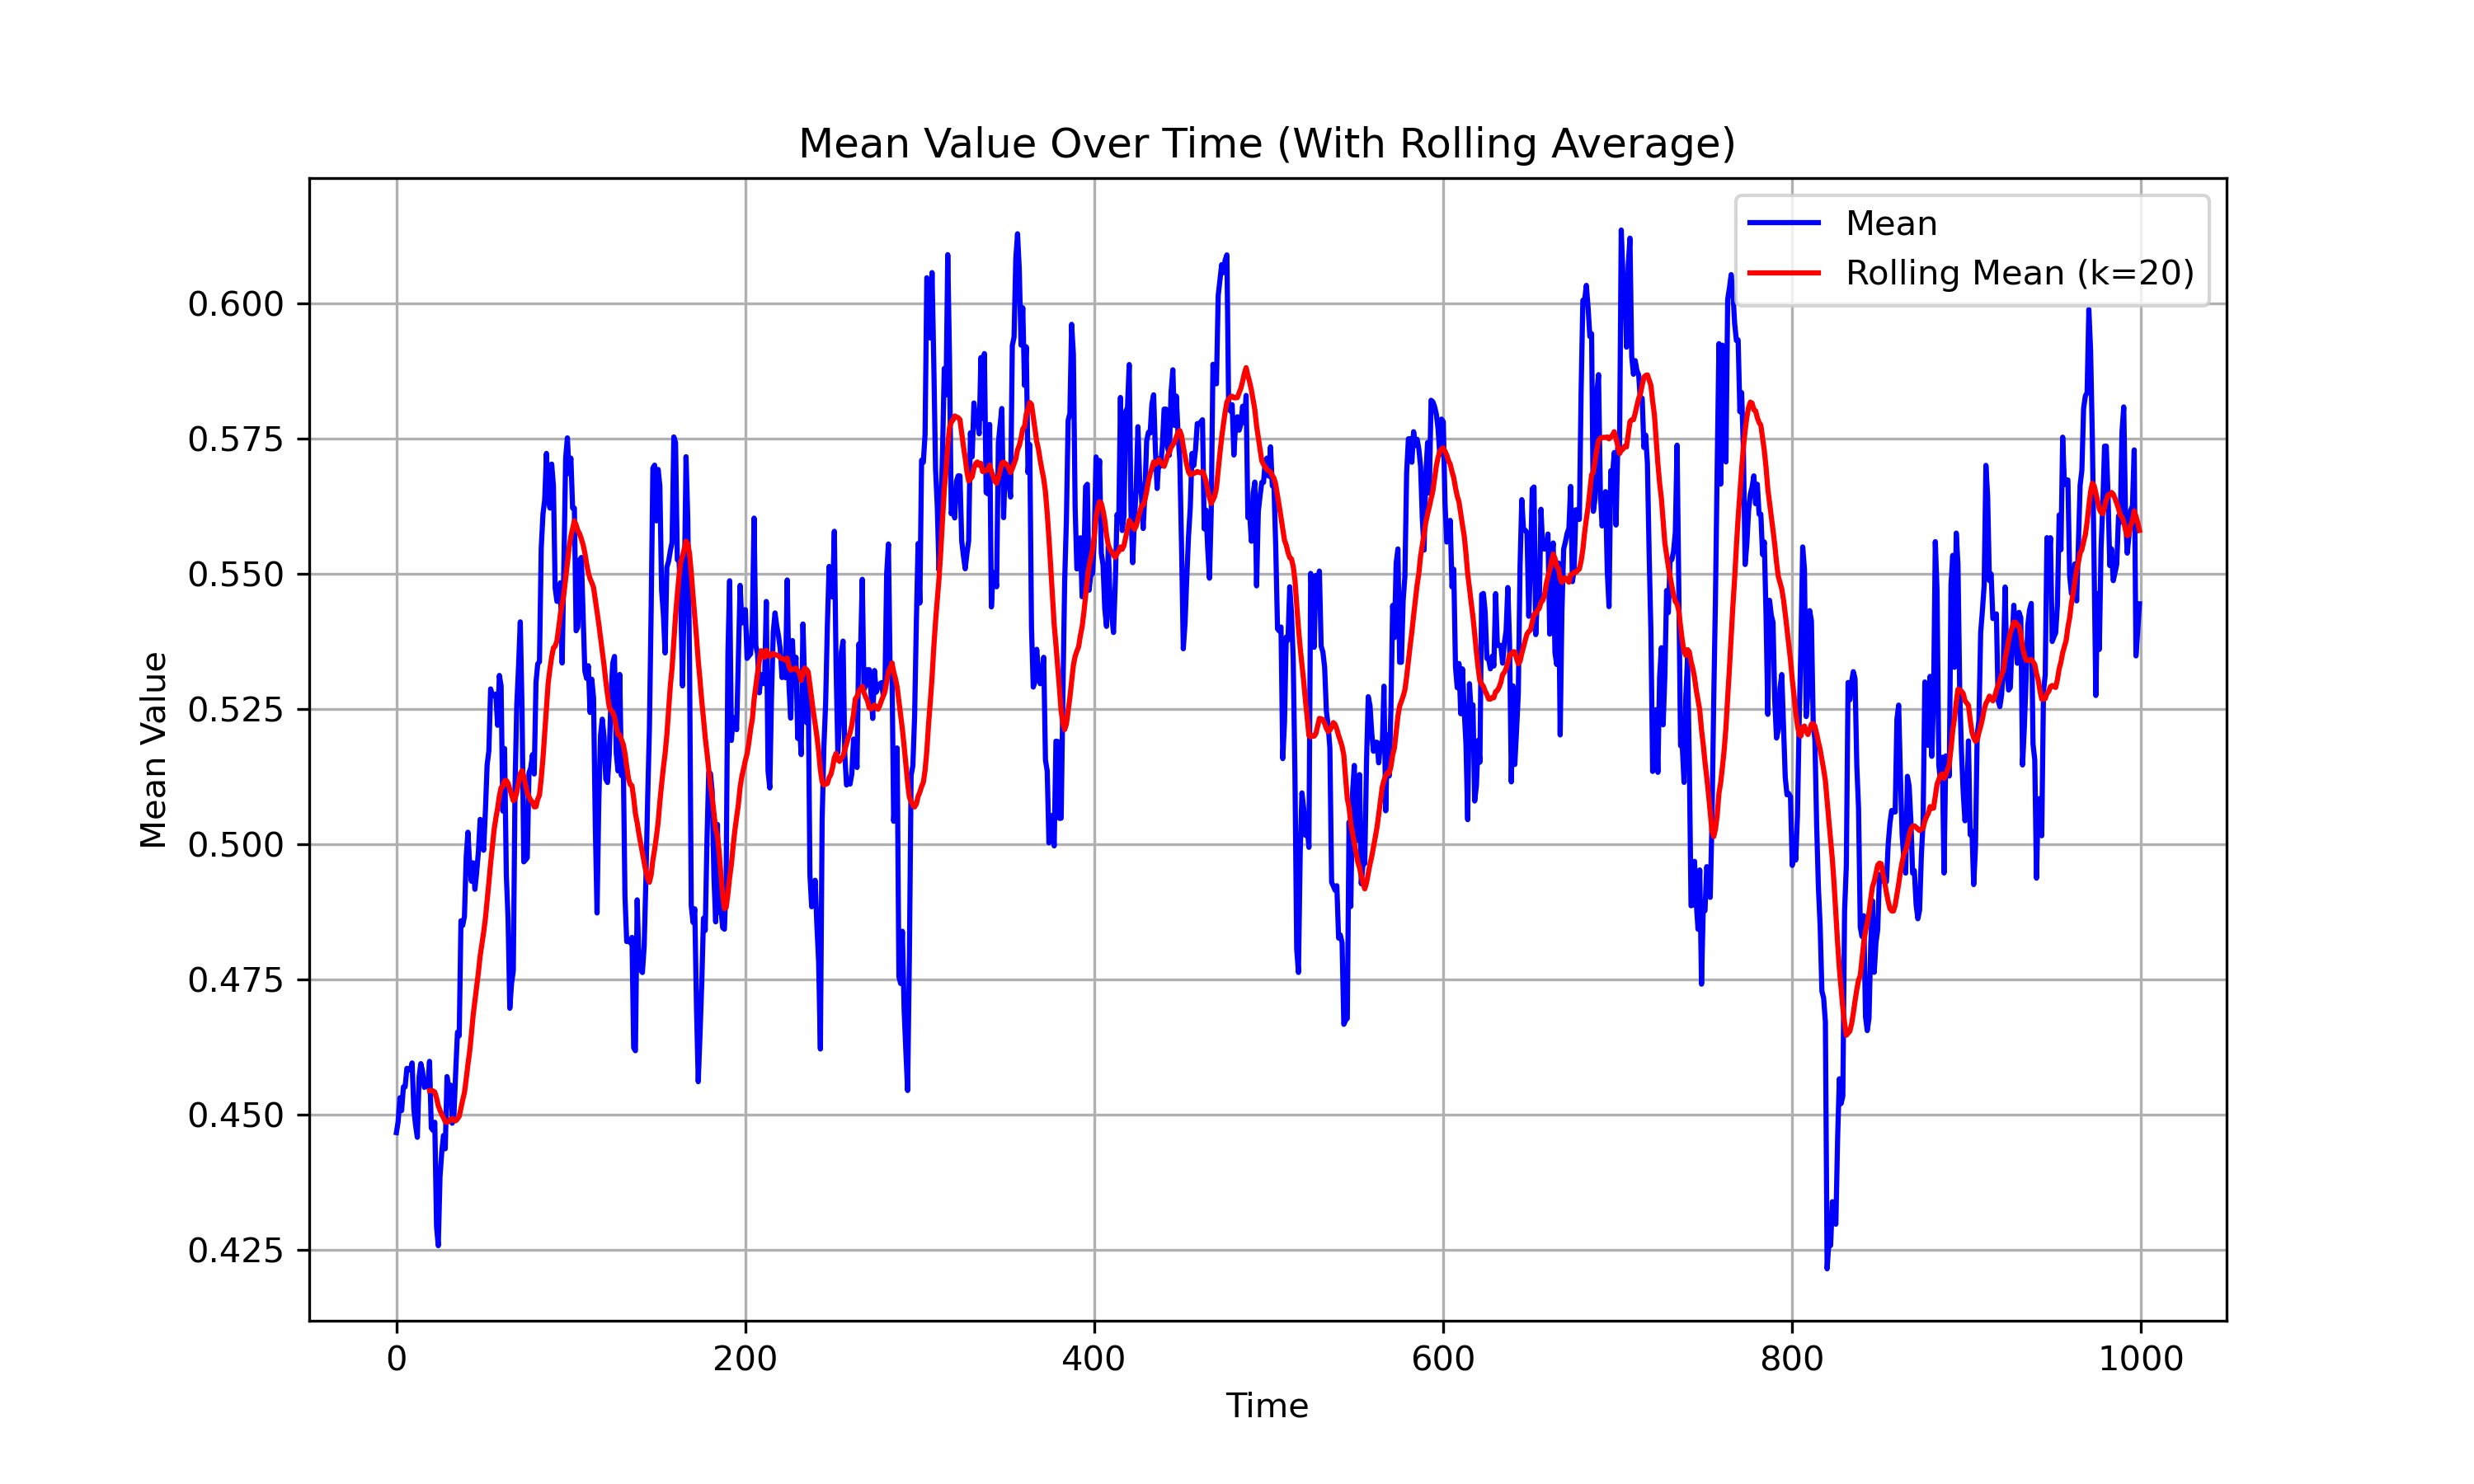 Mean Value Over Time (With Rolling Average)
Mean
Rolling Mean (k=20)
0.600
0.575
0.550
0.525
0.500
0.475
0.450
0.425
Mean Value
0 200 400 600 800 1000
Time